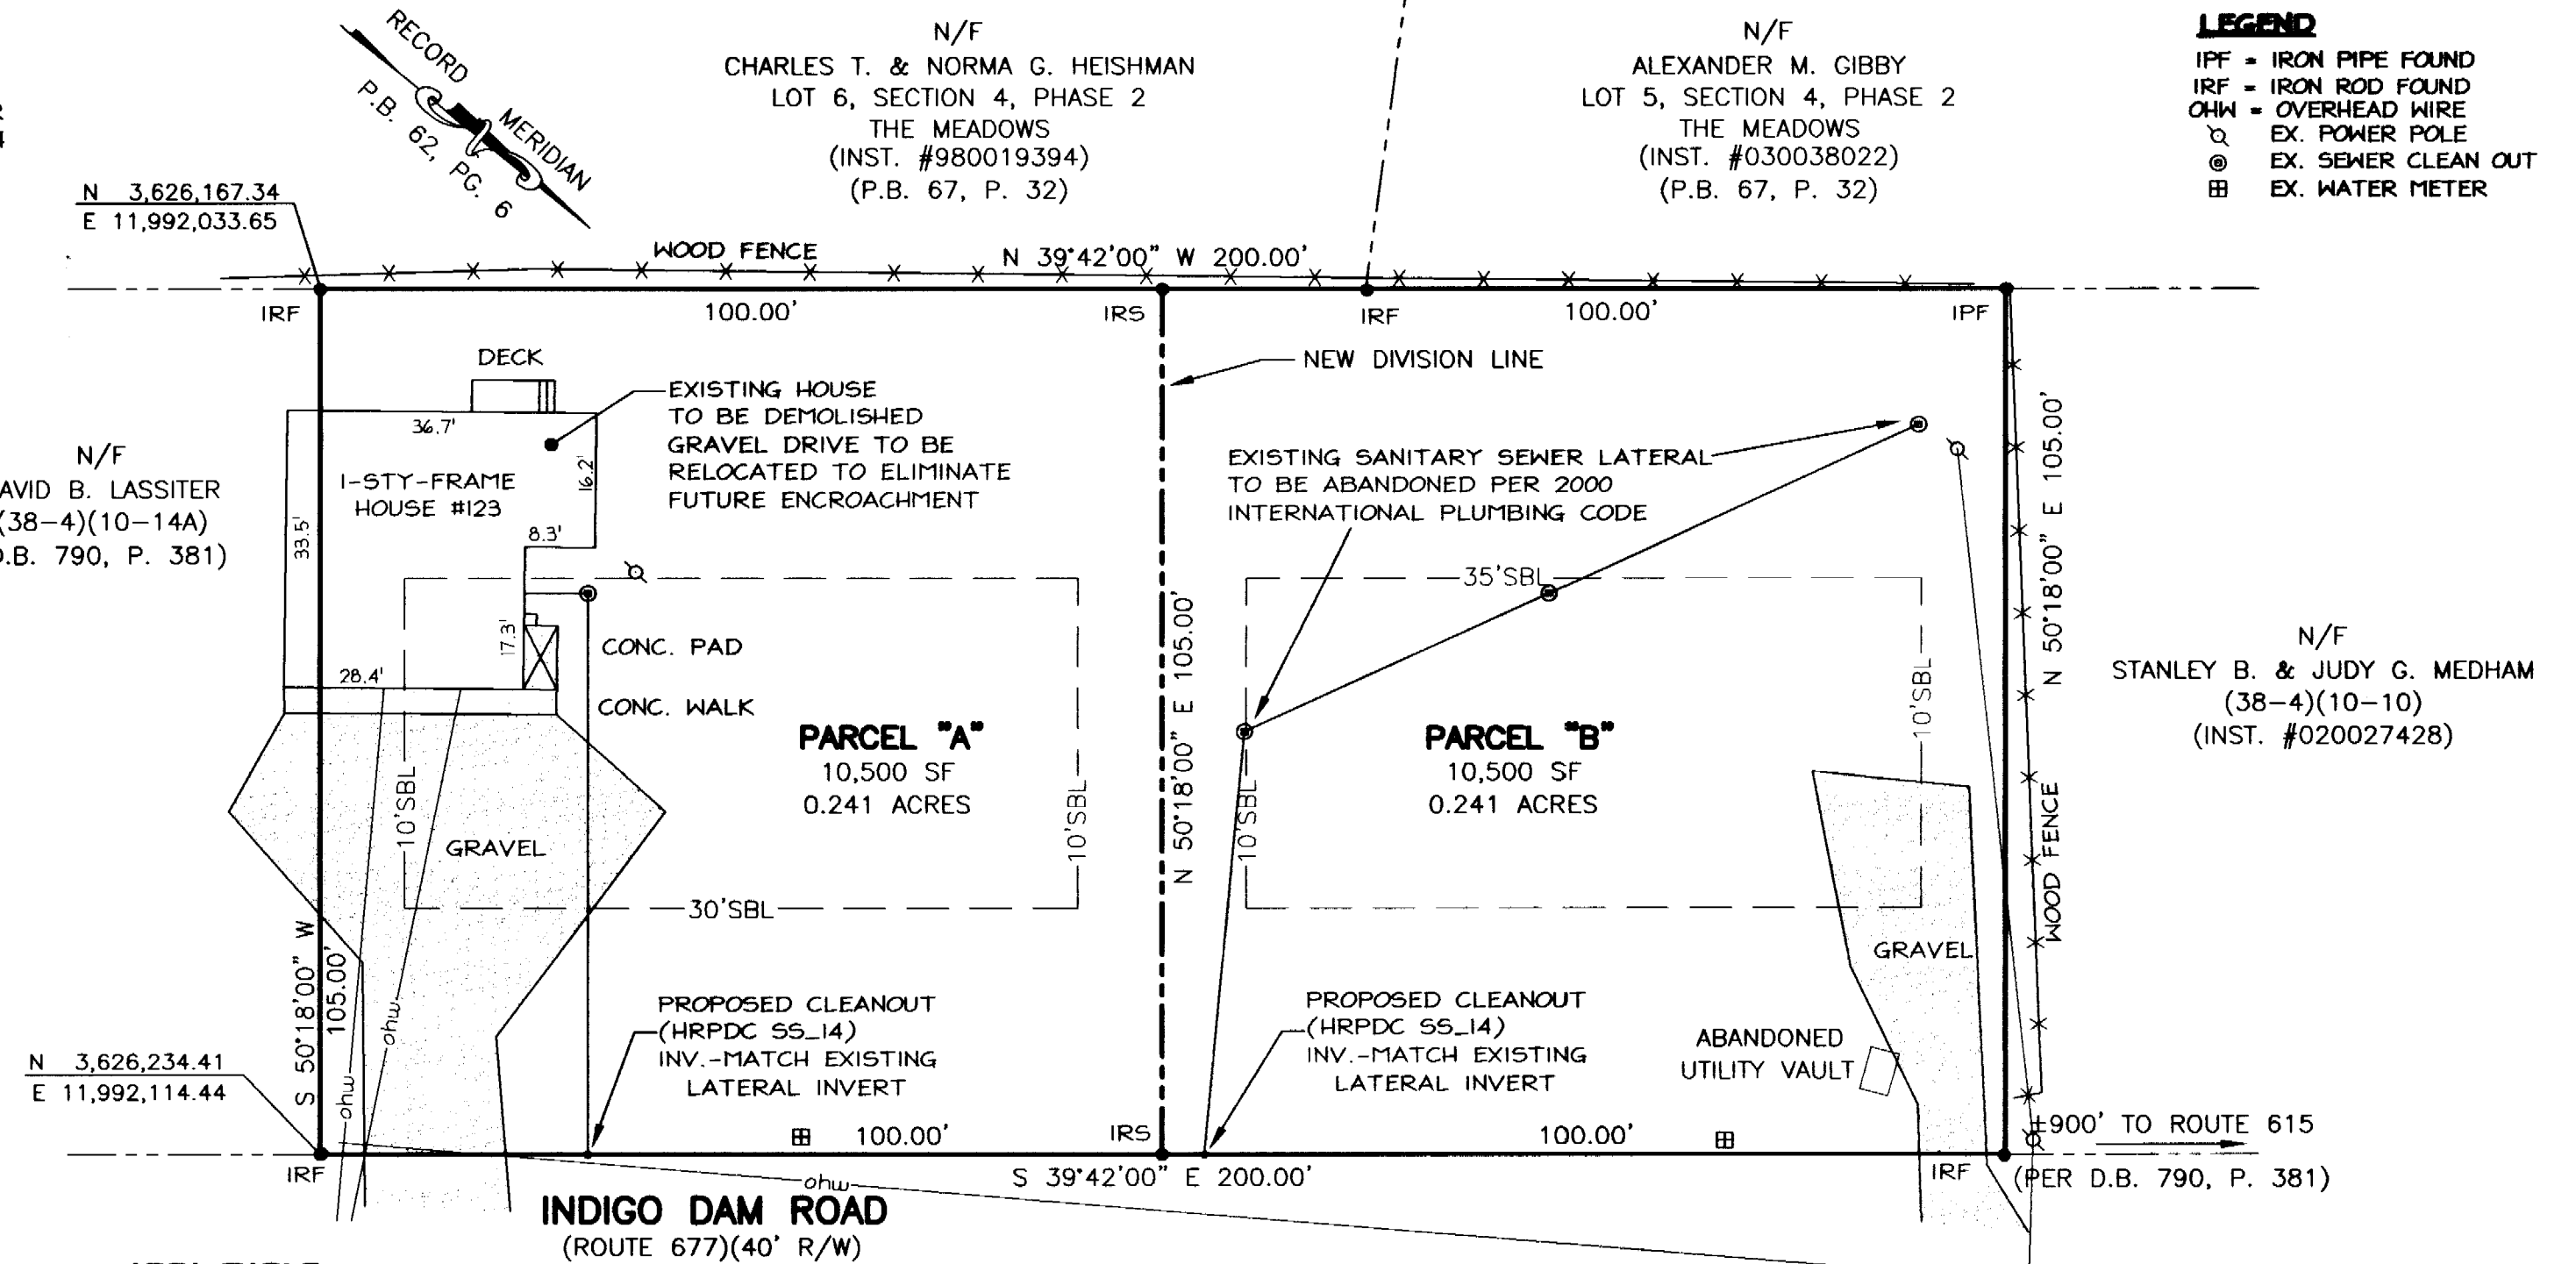 RECORD
MERIDIAN
P.B. 62, PG. 6
N/F
CHARLES T. & NORMA G. HEISHMAN
LOT 6, SECTION 4, PHASE 2
THE MEADOWS
(INST. #980019394)
(P.B. 67, P. 32)
N/F
ALEXANDER M. GIBBY
LOT 5, SECTION 4, PHASE 2
THE MEADOWS
(INST. #030038022)
(P.B. 67, P. 32)
LEGEND
IPF = IRON PIPE FOUND
IRF = IRON ROD FOUND
OHW = OVERHEAD WIRE
EX. POWER POLE
EX. SEWER CLEAN OUT
EX. WATER METER
N 3,626,167.34
E 11,992,033.65
WOOD FENCE
N 39°42'00" W 200.00'
IRF
100.00'
IRS
IRF
100.00'
IPF
DECK
NEW DIVISION LINE
EXISTING HOUSE
TO BE DEMOLISHED
GRAVEL DRIVE TO BE
RELOCATED TO ELIMINATE
FUTURE ENCROACHMENT
36.7'
16.2'
1-STY-FRAME
HOUSE #123
33.5'
8.3'
17.3'
28.4'
N/F
AVID B. LASSITER
(38-4)(10-14A)
D.B. 790, P. 381)
EXISTING SANITARY SEWER LATERAL
TO BE ABANDONED PER 2000
INTERNATIONAL PLUMBING CODE
N 50°18'00" E 105.00'
35'SBL
CONC. PAD
CONC. WALK
PARCEL "A"
10,500 SF
0.241 ACRES
N 50°18'00" E 105.00'
PARCEL "B"
10,500 SF
0.241 ACRES
10'SBL
N/F
STANLEY B. & JUDY G. MEDHAM
(38-4)(10-10)
(INST. #020027428)
10'SBL
GRAVEL
10'SBL
10'SBL
30'SBL
WOOD FENCE
GRAVEL
S 50°18'00" W
105.00'
ohw
ohw
PROPOSED CLEANOUT
(HRPDC SS_14)
INV.-MATCH EXISTING
LATERAL INVERT
PROPOSED CLEANOUT
(HRPDC SS_14)
INV.-MATCH EXISTING
LATERAL INVERT
ABANDONED
UTILITY VAULT
N 3,626,234.41
E 11,992,114.44
100.00'
IRS
100.00'
±900' TO ROUTE 615
(PER D.B. 790, P. 381)
IRF
S 39°42'00" E 200.00'
IRF
ohw
INDIGO DAM ROAD
(ROUTE 677)(40' R/W)